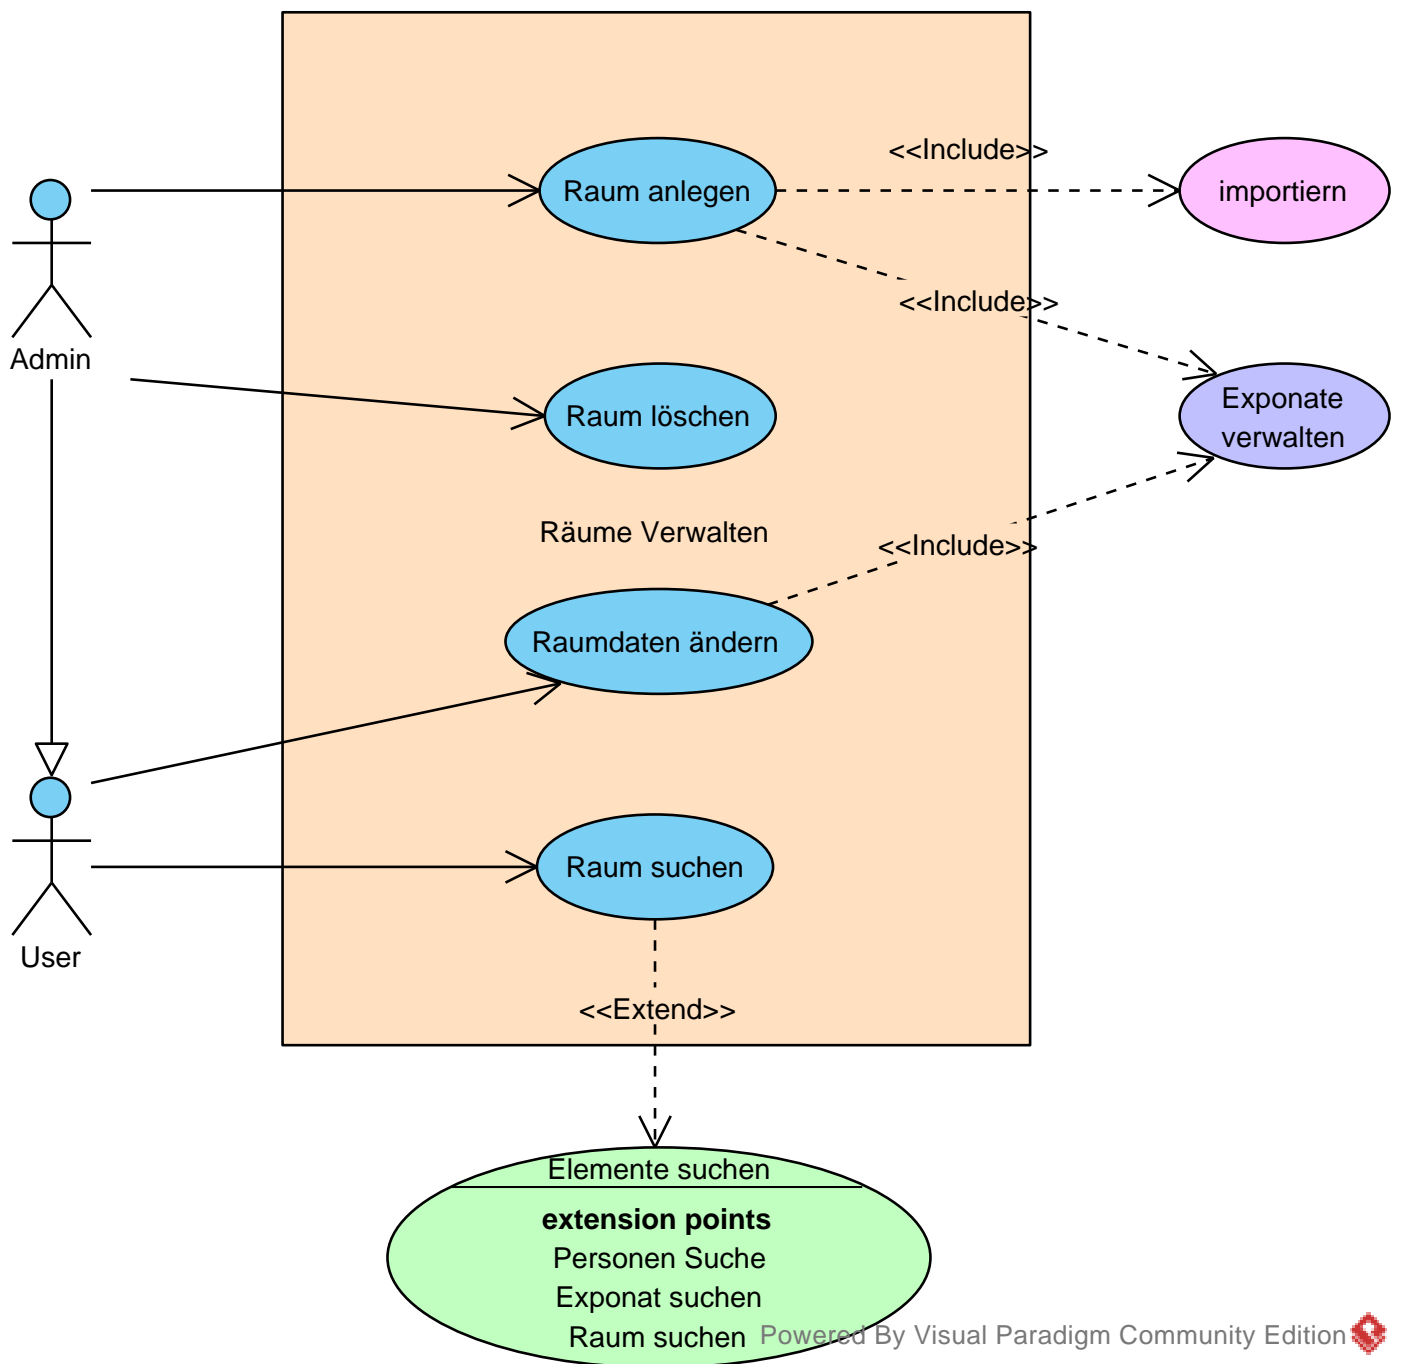 <<Include>>
Raum anlegen
importiern
<<Include>>
Admin
Raum löschen
Exponate
verwalten
Räume Verwalten
<<Include>>
Raumdaten ändern
Raum suchen
User
<<Extend>>
Elemente suchen
extension points
Personen Suche
Exponat suchen
Raum suchen
Powered By Visual Paradigm Community Edition